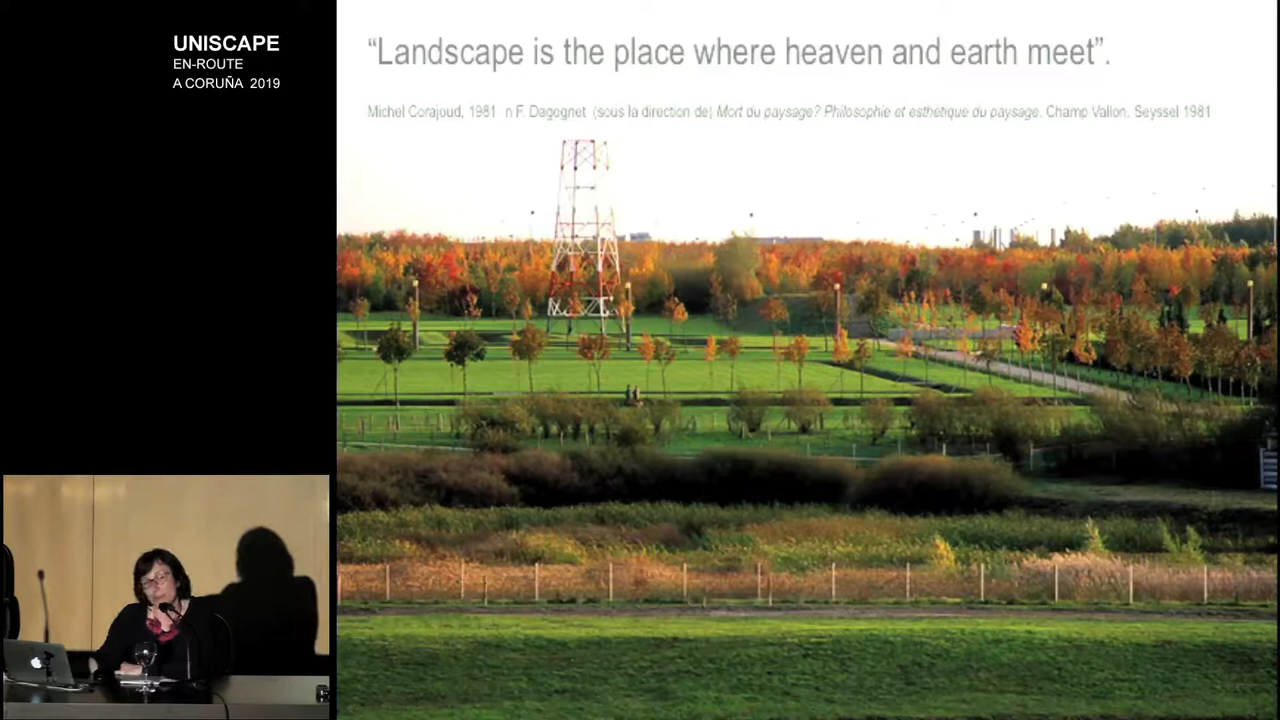 UNISCAPE
EN-ROUTE
A CORUÑA 2019
“Landscape is the place where heaven and earth meet”.
Michel Corajoud, 1981 n F. Dagognet (sous la direction de) Mort du paysage? Philosophie et esthétique du paysage. Champ Vallon, Seyssel 1981